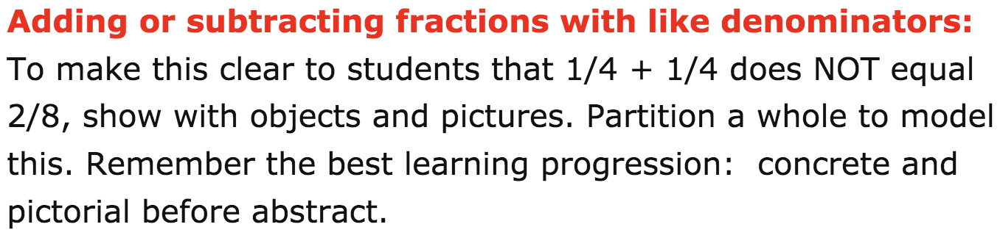 Adding or subtracting fractions with like denominators:
To make this clear to students that 1/4 + 1/4 does NOT equal
2/8, show with objects and pictures. Partition a whole to model
this. Remember the best learning progression:  concrete and
pictorial before abstract.